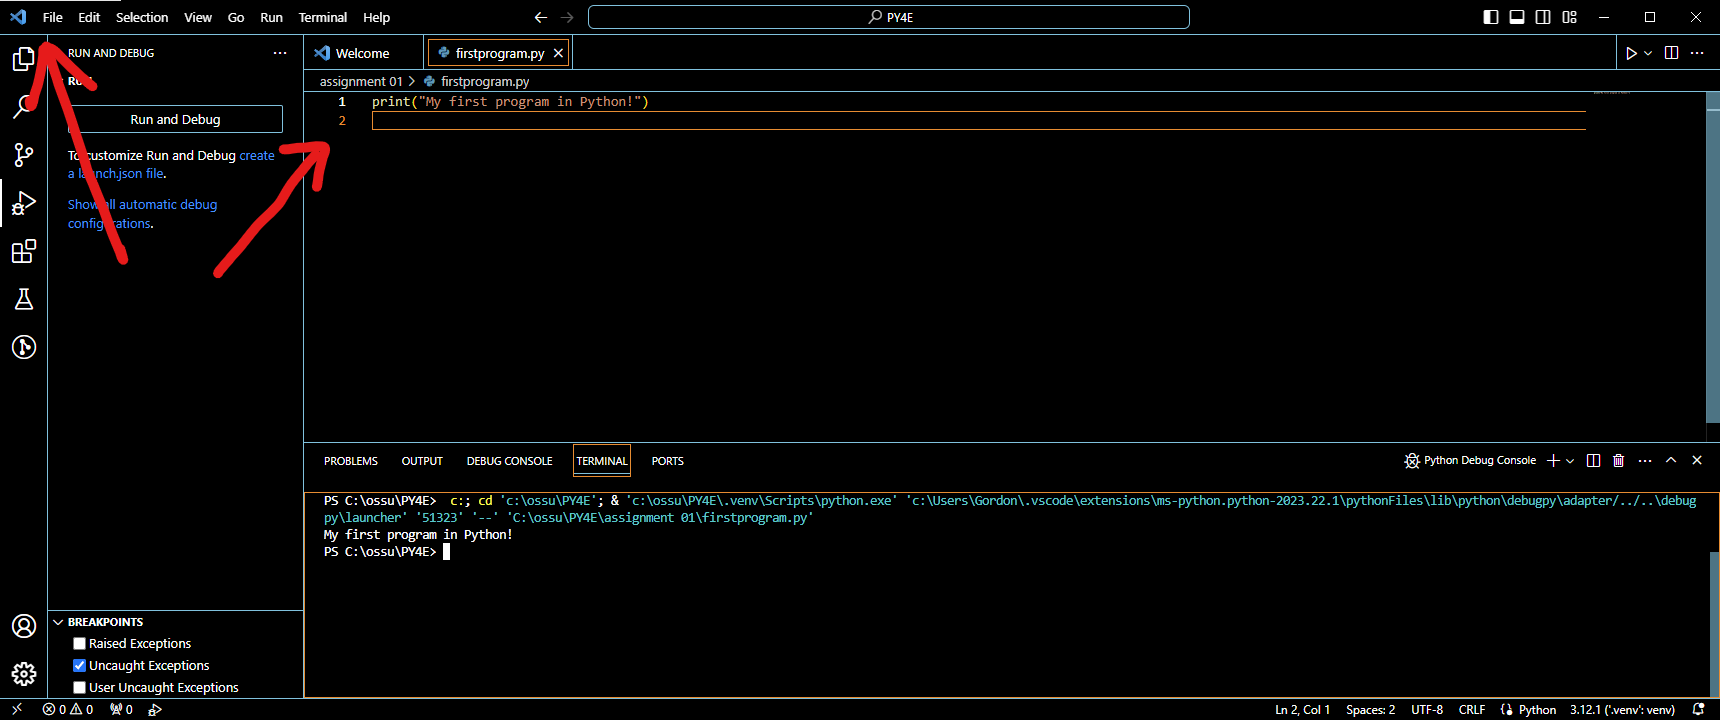 File Edit Selection View Go Run Terminal Help
PY4E
RUN AND DEBUG
RUN
Run and Debug
To customize Run and Debug create
a launch.json file.
Show all automatic debug
configurations.
Welcome
firstprogram.py
assignment 01 > firstprogram.py
1 print("My first program in Python!")
2
PROBLEMS OUTPUT DEBUG CONSOLE TERMINAL PORTS
Python Debug Console
PS C:\ossu\PY4E>  c:; cd 'c:\ossu\PY4E'; & 'c:\ossu\PY4E\.venv\Scripts\python.exe' 'c:\Users\Gordon\.vscode\extensions\ms-python.python-2023.22.1\pythonFiles\lib\python\debugpy\adapter/../..\debug
py\launcher' '51323' '--' 'C:\ossu\PY4E\assignment 01\firstprogram.py'
My first program in Python!
PS C:\ossu\PY4E>
BREAKPOINTS
Raised Exceptions
Uncaught Exceptions
User Uncaught Exceptions
0 0 0
Ln 2, Col 1 Spaces: 2 UTF-8 CRLF Python 3.12.1 ('.venv': venv)